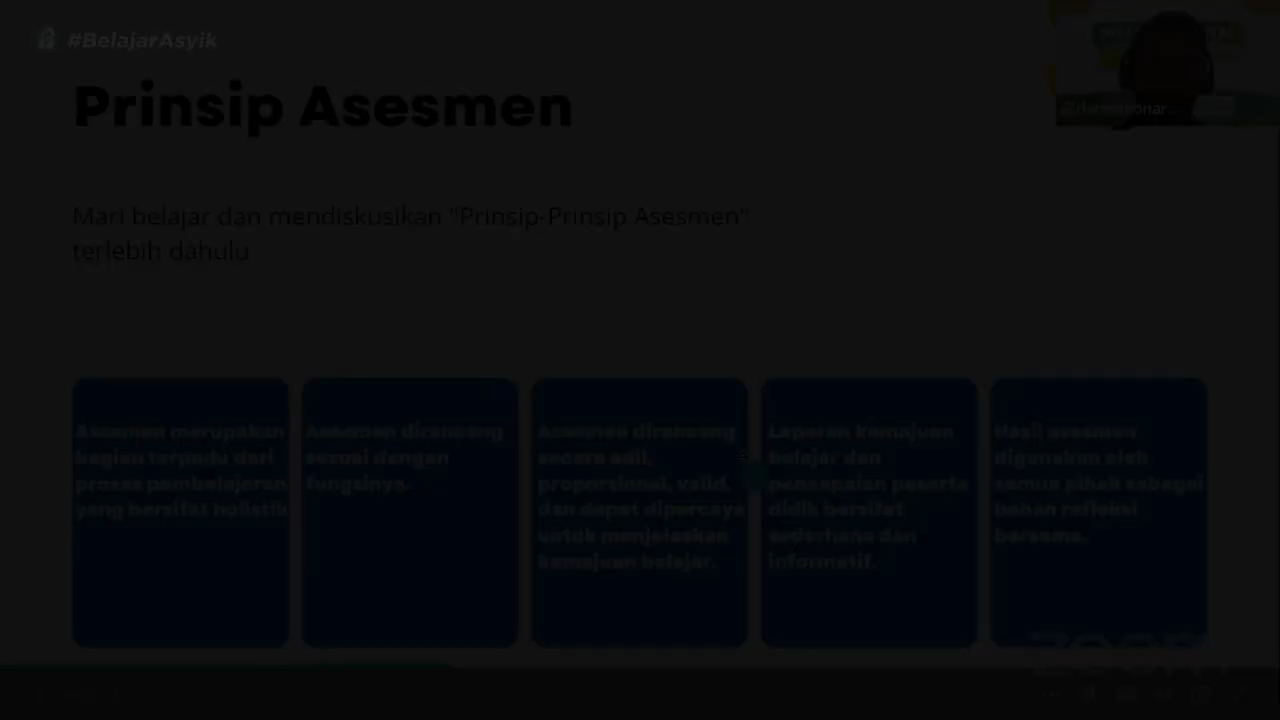 #BelajarAsyik
Prinsip Asesmen
Mari belajar dan mendiskusikan "Prinsip-Prinsip Asesmen"
terlebih dahulu
Asesmen merupakan
bagian terpadu dari
proses pembelajaran
yang bersifat holistik
Asesmen dirancang
sesuai dengan
fungsinya.
Asesmen dirancang
secara adil,
proporsional, valid,
dan dapat dipercaya
untuk menjelaskan
kemajuan belajar.
Laporan kemajuan
belajar dan
pencapaian peserta
didik bersifat
sederhana dan
informatif.
Hasil asesmen
digunakan oleh
semua pihak sebagai
bahan refleksi
bersama.
zoom